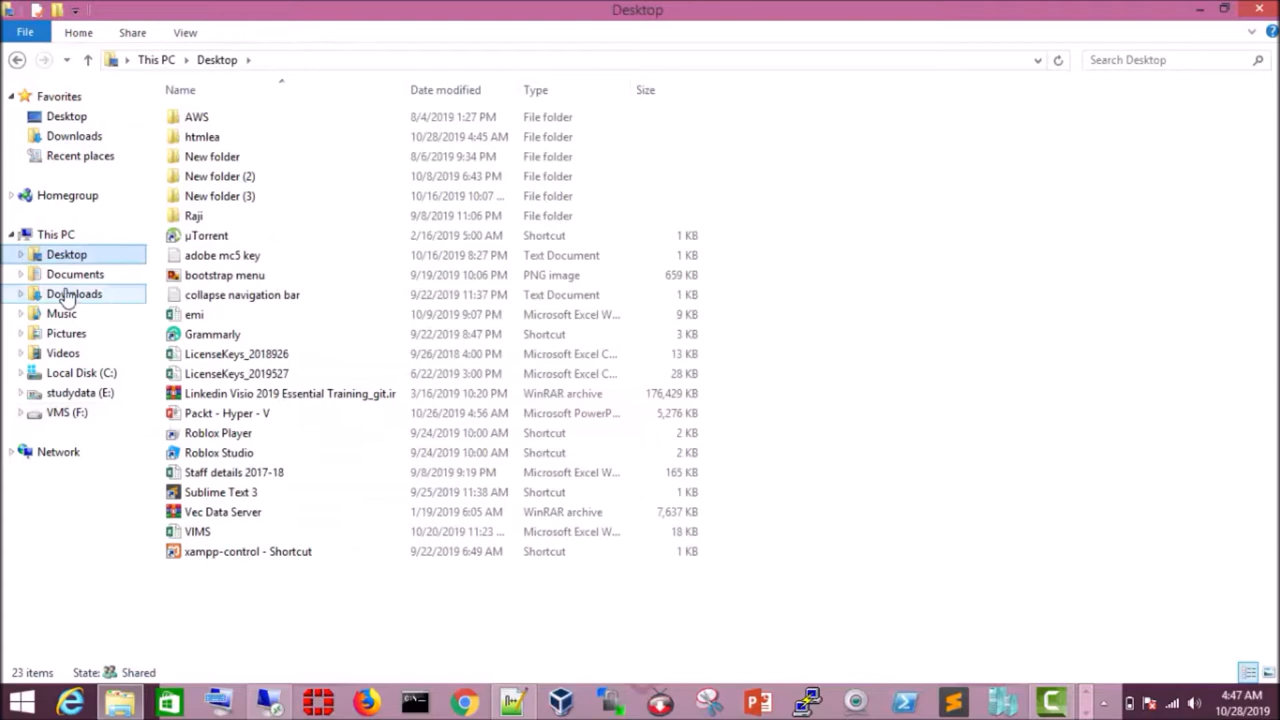 Desktop
File Home Share View
This PC Desktop Search Desktop
Name Date modified Type Size
Favorites
Desktop
Downloads
Recent places
Homegroup
This PC
Desktop
Documents
Downloads
Music
Pictures
Videos
Local Disk (C:)
studydata (E:)
VMS (F:)
Network
AWS 8/4/2019 1:27 PM File folder
htmlea 10/28/2019 4:45 AM File folder
New folder 8/6/2019 9:34 PM File folder
New folder (2) 10/8/2019 6:43 PM File folder
New folder (3) 10/16/2019 10:07 ... File folder
Raji 9/8/2019 11:06 PM File folder
µTorrent 2/16/2019 5:00 AM Shortcut 1 KB
adobe mc5 key 10/16/2019 8:27 PM Text Document 1 KB
bootstrap menu 9/19/2019 10:06 PM PNG image 659 KB
collapse navigation bar 9/22/2019 11:37 PM Text Document 1 KB
emi 10/9/2019 9:07 PM Microsoft Excel W... 9 KB
Grammarly 9/22/2019 8:47 PM Shortcut 3 KB
LicenseKeys_2018926 9/26/2018 4:00 PM Microsoft Excel C... 13 KB
LicenseKeys_2019527 6/22/2019 3:00 PM Microsoft Excel C... 28 KB
Linkedin Visio 2019 Essential Training_git.ir 3/16/2019 10:20 PM WinRAR archive 176,429 KB
Packt - Hyper - V 10/26/2019 4:56 AM Microsoft PowerP... 5,276 KB
Roblox Player 9/24/2019 10:00 AM Shortcut 2 KB
Roblox Studio 9/24/2019 10:00 AM Shortcut 2 KB
Staff details 2017-18 9/8/2019 9:19 PM Microsoft Excel W... 165 KB
Sublime Text 3 9/25/2019 11:38 AM Shortcut 1 KB
Vec Data Server 1/19/2019 6:05 AM WinRAR archive 7,637 KB
VIMS 10/20/2019 11:23 ... Microsoft Excel W... 18 KB
xampp-control - Shortcut 9/22/2019 6:49 AM Shortcut 1 KB
23 items State: Shared
4:47 AM
10/28/2019